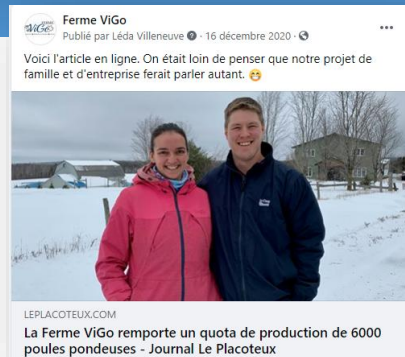 Ferme ViGo
Publié par Léda Villeneuve · 16 décembre 2020 ·
Voici l'article en ligne. On était loin de penser que notre projet de
famille et d'entreprise ferait parler autant. 😁
LEPLACOTEUX.COM
La Ferme ViGo remporte un quota de production de 6000
poules pondeuses - Journal Le Placoteux